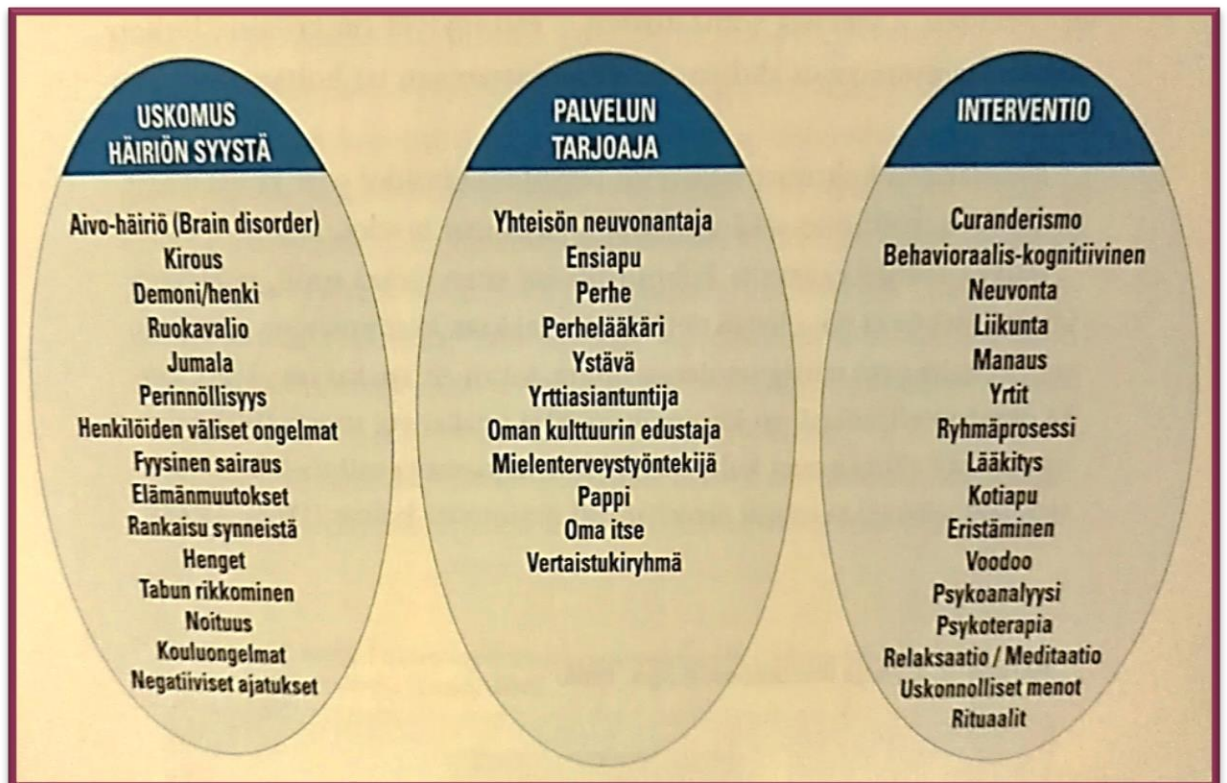 USKOMUS
HÄIRIÖN SYYSTÄ
Aivo-häiriö (Brain disorder)
Kirous
Demoni/henki
Ruokavalio
Jumala
Perinnöllisyys
Henkilöiden väliset ongelmat
Fyysinen sairaus
Elämänmuutokset
Rankaisu synneistä
Henget
Tabun rikkominen
Noituus
Kouluongelmat
Negatiiviset ajatukset
PALVELUN
TARJOAJA
Yhteisön neuvonantaja
Ensiapu
Perhe
Perhelääkäri
Ystävä
Yrttiasiantuntija
Oman kulttuurin edustaja
Mielenterveystyöntekijä
Pappi
Oma itse
Vertaistukiryhmä
INTERVENTIO
Curanderismo
Behavioraalis-kognitiivinen
Neuvonta
Liikunta
Manaus
Yrtit
Ryhmäprosessi
Lääkitys
Kotiapu
Eristäminen
Voodoo
Psykoanalyysi
Psykoterapia
Relaksaatio / Meditaatio
Uskonnolliset menot
Rituaalit